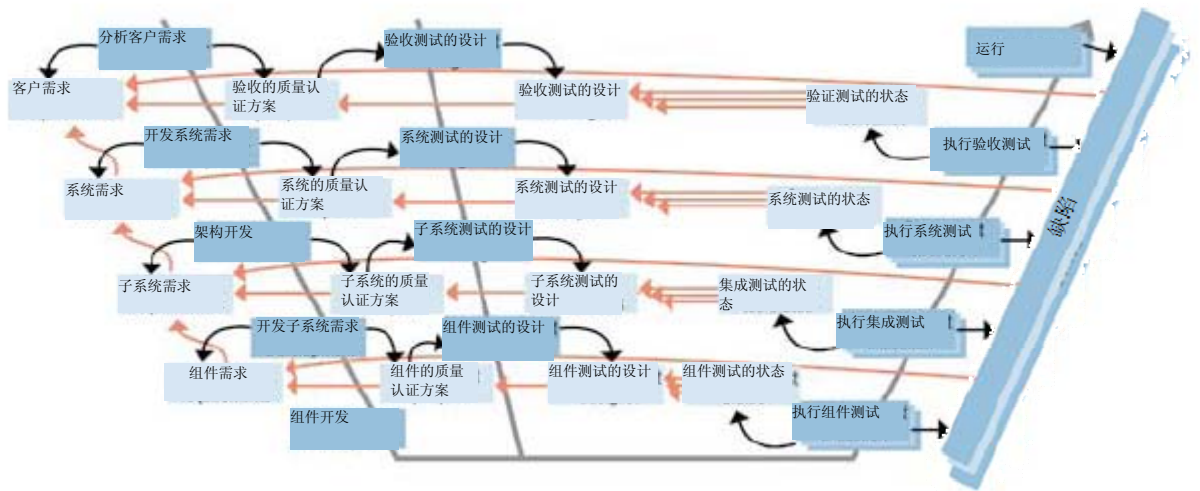 分析客户需求
验收测试的设计
运行
客户需求
验收的质量认
证方案
验收测试的设计
验证测试的状态
开发系统需求
系统测试的设计
执行验收测试
系统需求
系统的质量认
证方案
系统测试的设计
系统测试的状态
缺陷
架构开发
子系统测试的设计
执行系统测试
子系统需求
子系统的质量
认证方案
子系统测试的
设计
集成测试的状
态
开发子系统需求
组件测试的设计
执行集成测试
组件需求
组件的质量
认证方案
组件测试的设计
组件测试的状态
组件开发
执行组件测试